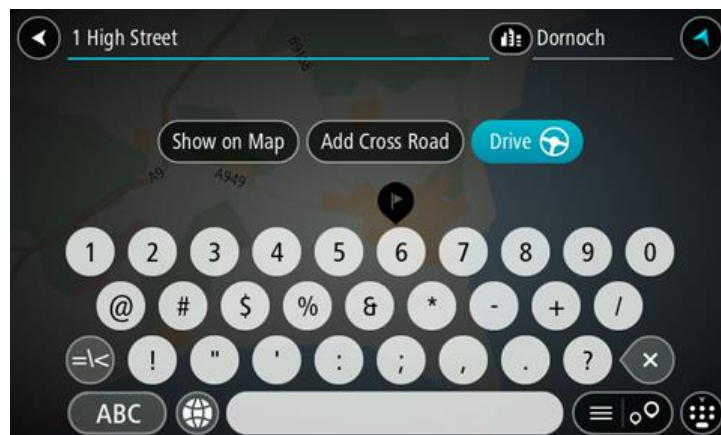 1 High Street Dornoch
B9168
Show on Map Add Cross Road Drive
A9 A949
1 2 3 4 5 6 7 8 9 0
@ # $ % & * - + /
=\< ! " ' : ; , . ?
ABC